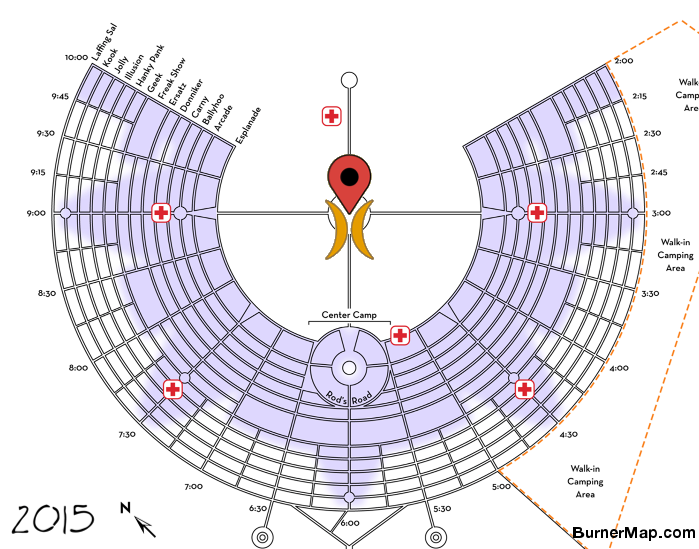 Laffing Sal
Kook
Jolly
Illusion
Hanky Pank
Geek
Freak Show
Ersatz
Donniker
Carny
Ballyhoo
Arcade
Esplanade
10:00
9:45
9:30
9:15
9:00
8:30
8:00
7:30
7:00
6:30
6:00
5:30
5:00
4:30
4:00
3:30
3:00
2:45
2:30
2:15
2:00
Walk
Camp
Are
Walk-in
Camping
Area
Center Camp
Rod's Road
Walk-in
Camping
Area
2015
N
BurnerMap.com